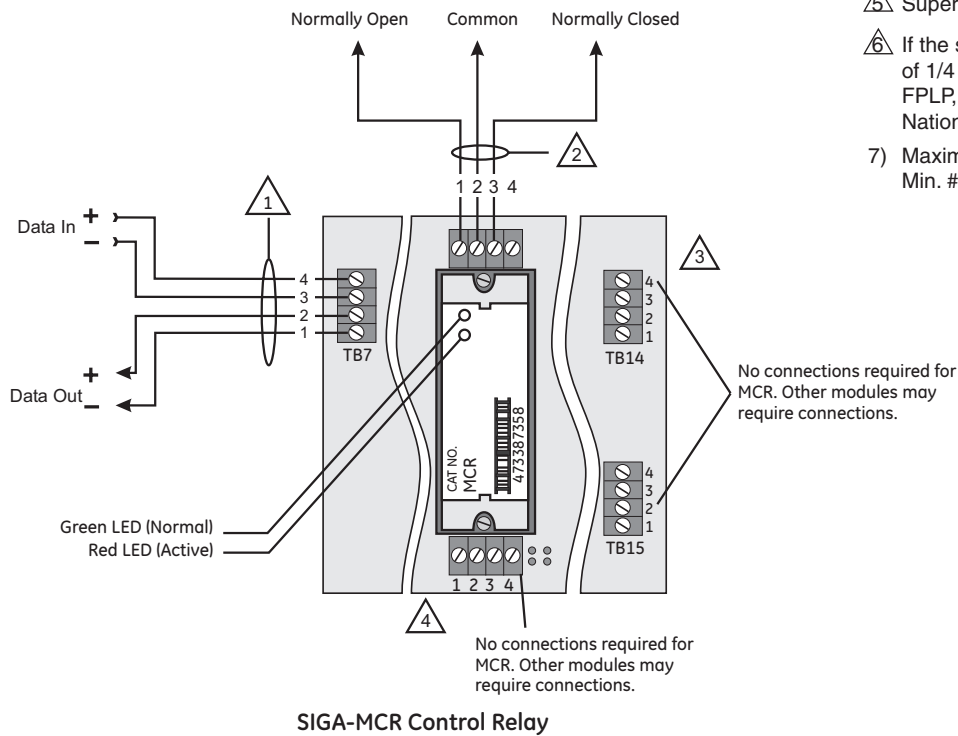 Normally Open Common Normally Closed
5 Super
6 If the s
of 1/4
FPLP,
Nation
7) Maxim
Min. #
2
1 2 3 4
1
Data In + −
4
3
2
1
TB7
Data Out + −
3
4
3
2
1
TB14
No connections required for
MCR. Other modules may
require connections.
CAT NO.
MCR
473387358
Green LED (Normal)
Red LED (Active)
4
3
2
1
TB15
1 2 3 4
4
No connections required for
MCR. Other modules may
require connections.
SIGA-MCR Control Relay